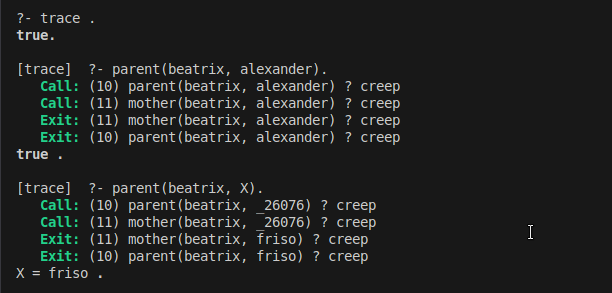 ?- trace .
true.
[trace]  ?- parent(beatrix, alexander).
   Call: (10) parent(beatrix, alexander) ? creep
   Call: (11) mother(beatrix, alexander) ? creep
   Exit: (11) mother(beatrix, alexander) ? creep
   Exit: (10) parent(beatrix, alexander) ? creep
true .
[trace]  ?- parent(beatrix, X).
   Call: (10) parent(beatrix, _26076) ? creep
   Call: (11) mother(beatrix, _26076) ? creep
   Exit: (11) mother(beatrix, friso) ? creep
   Exit: (10) parent(beatrix, friso) ? creep
X = friso .